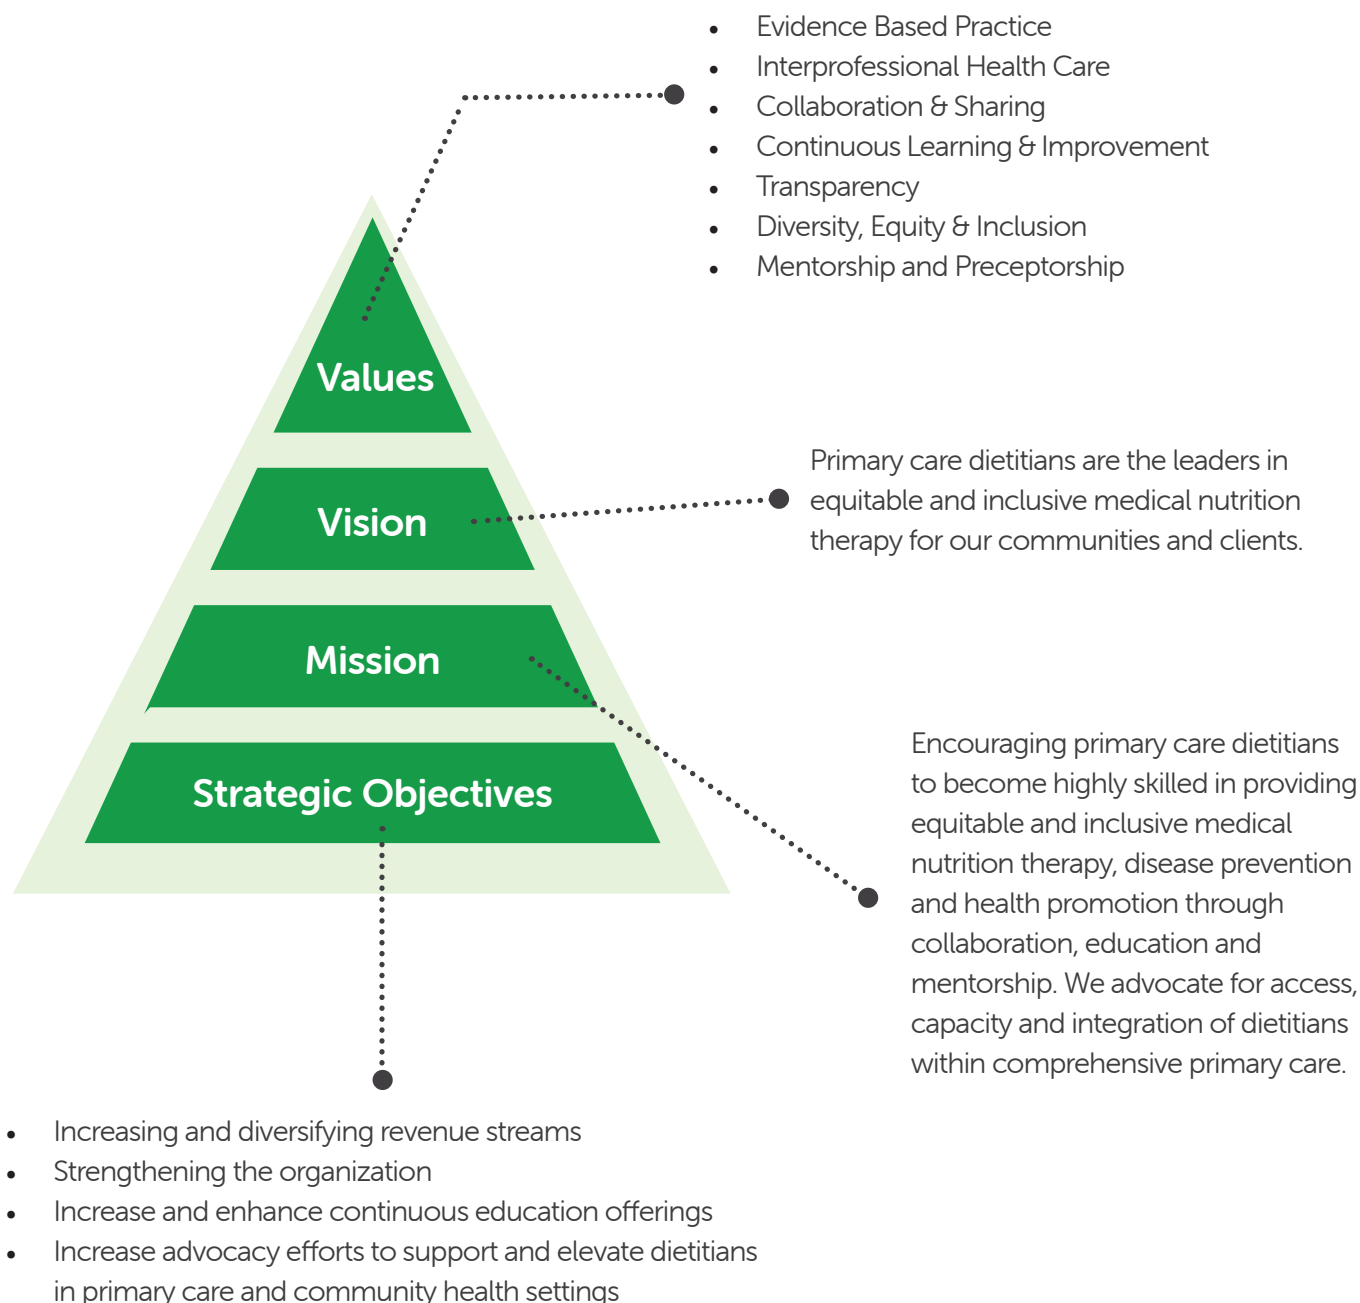 • Evidence Based Practice
• Interprofessional Health Care
• Collaboration & Sharing
• Continuous Learning & Improvement
• Transparency
• Diversity, Equity & Inclusion
• Mentorship and Preceptorship
Values
Primary care dietitians are the leaders in
equitable and inclusive medical nutrition
therapy for our communities and clients.
Vision
Mission
Encouraging primary care dietitians
to become highly skilled in providing
equitable and inclusive medical
nutrition therapy, disease prevention
and health promotion through
collaboration, education and
mentorship. We advocate for access,
capacity and integration of dietitians
within comprehensive primary care.
Strategic Objectives
• Increasing and diversifying revenue streams
• Strengthening the organization
• Increase and enhance continuous education offerings
• Increase advocacy efforts to support and elevate dietitians
in primary care and community health settings